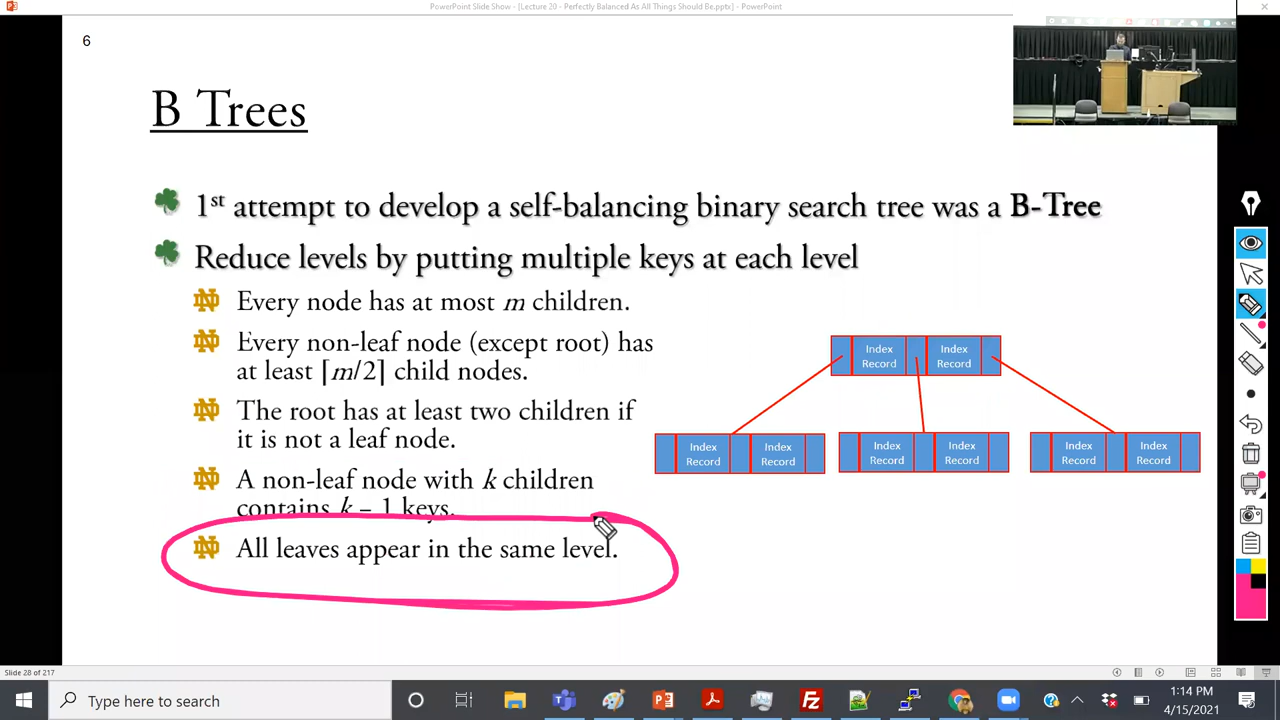 PowerPoint Slide Show - [Lecture 20 - Perfectly Balanced As All Things Should Be.pptx] - PowerPoint
6
B Trees
1st attempt to develop a self-balancing binary search tree was a B-Tree
Reduce levels by putting multiple keys at each level
Every node has at most m children.
Every non-leaf node (except root) has
at least ⌈m/2⌉ child nodes.
The root has at least two children if
it is not a leaf node.
A non-leaf node with k children
contains k – 1 keys.
All leaves appear in the same level.
Index Index
Record Record
Index Index Index Index Index Index
Record Record Record Record Record Record
Slide 28 of 217
Type here to search
1:14 PM
4/15/2021